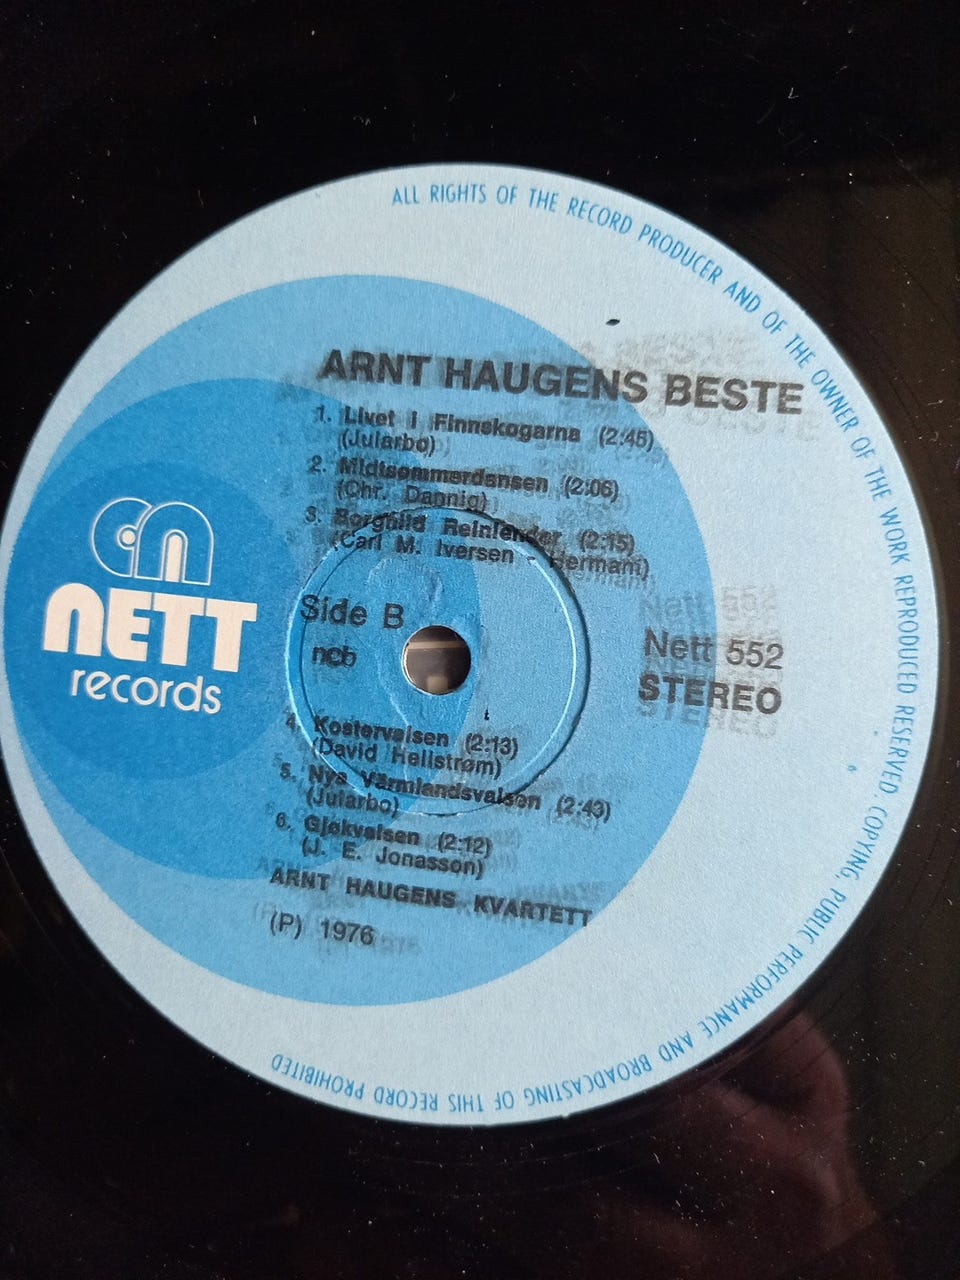 ALL RIGHTS OF THE RECORD PRODUCER AND OF THE OWNER OF THE WORK REPRODUCED RESERVED. COPYING, PUBLIC PERFORMANCE AND BROADCASTING OF THIS RECORD PROHIBITED
ARNT HAUGENS BESTE
1. Livet i Finnskogarna (2:45)
(Jularbo)
2. Midtsommerdansen (2:06)
(Chr. Dannig)
3. Borghild Reinlender (2:15)
(Carl M. Iversen - Hermam)
NETT
records
Side B
ncb
Nett 552
STEREO
4. Kostervalsen (2:13)
(David Hellstrøm)
5. Nya Värmlandsvalsen (2:43)
(Jularbo)
6. Gjøkvalsen (2:12)
(J. E. Jonasson)
ARNT HAUGENS KVARTETT
(P) 1976